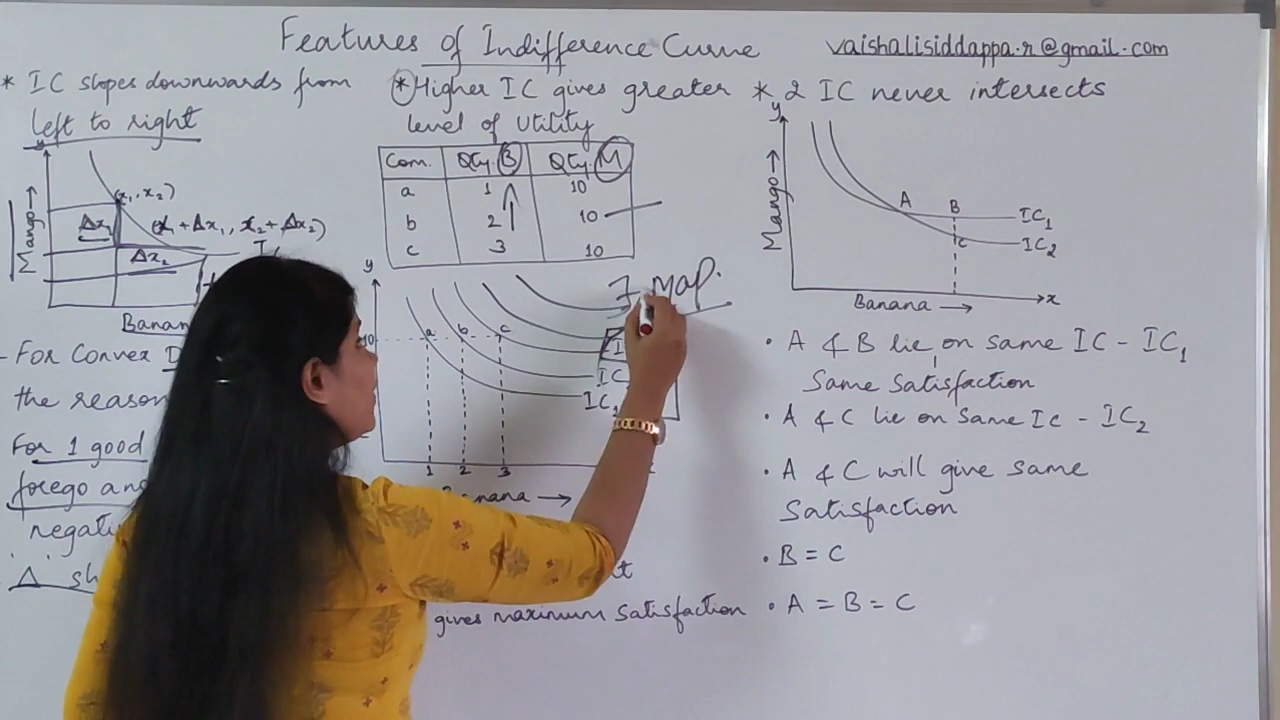 Features of Indifference Curve
vaishalisiddappa.r@gmail.com
* IC slopes downwards from
left to right
y
Mango →
(x₁, x₂)
Δx₁
(x₁ + Δx₁, x₂ + Δx₂)
Δx₂
Banan
- For Convex
the reason
For 1 good
forego
negati
Δ sh
* Higher IC gives greater
level of utility
Com. Qty. B Qty. M
a 1 10
b 2 10
c 3 10
y
I Map.
10 a b c
IC
IC
1 2 3
Banana →
gives maximum satisfaction
* 2 IC never intersects
y
Mango →
A B
IC₁
C IC₂
Banana → x
• A & B lie on same IC - IC₁
Same satisfaction
• A & C lie on same Ic - IC₂
• A & C will give same
satisfaction
• B = C
• A = B = C